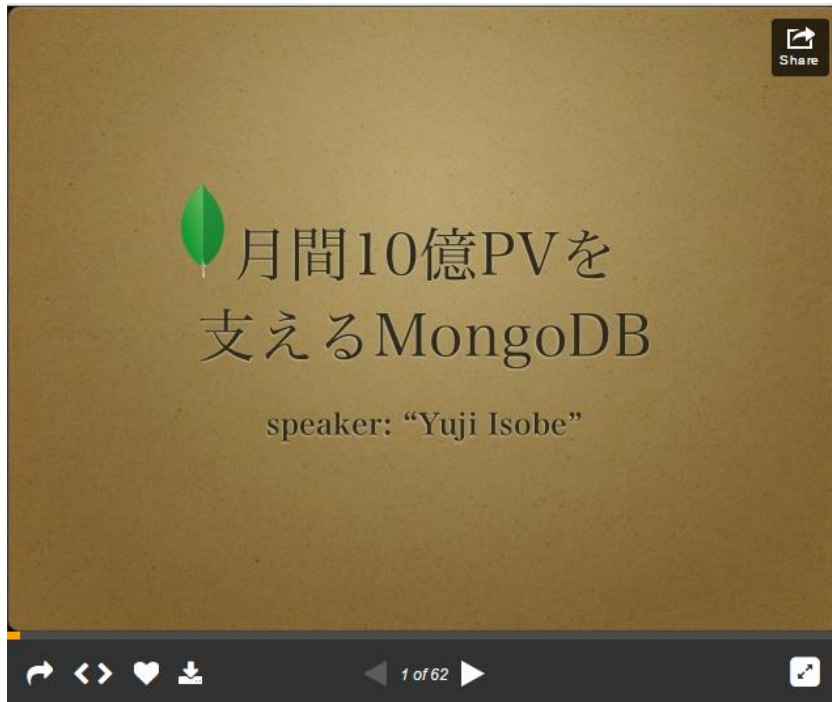 Share
月間10億PVを
支えるMongoDB
speaker: “Yuji Isobe”
1 of 62